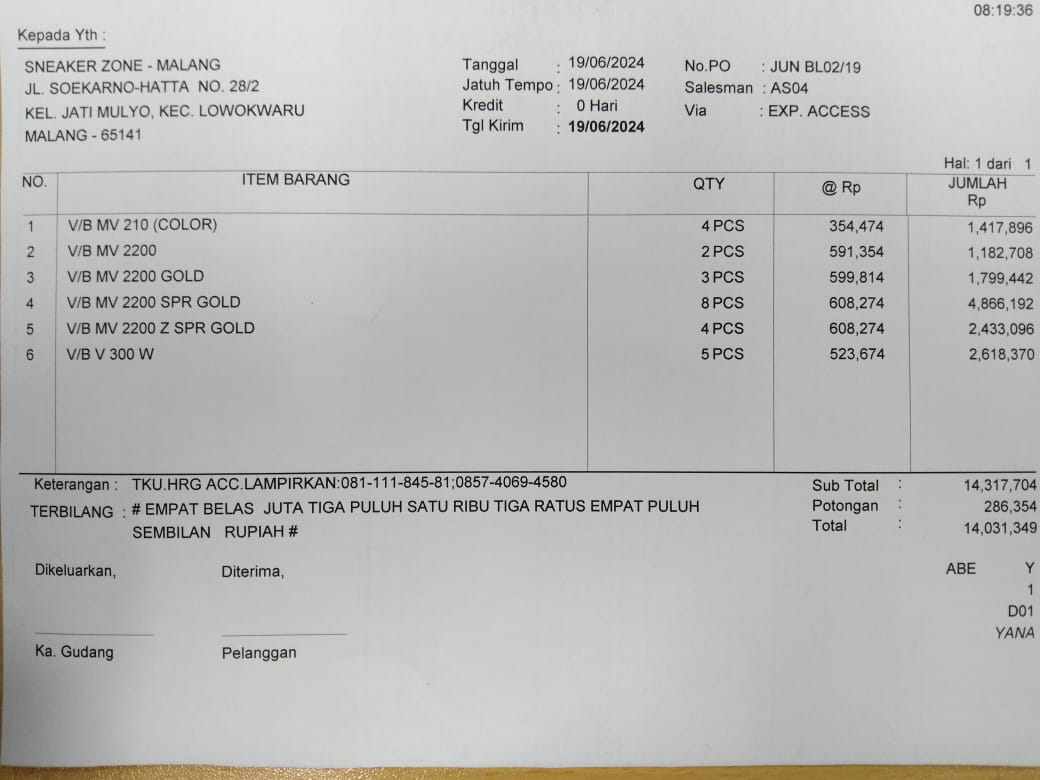 08:19:36
Kepada Yth :
SNEAKER ZONE - MALANG
JL. SOEKARNO-HATTA NO. 28/2
KEL. JATI MULYO, KEC. LOWOKWARU
MALANG - 65141
Tanggal : 19/06/2024
Jatuh Tempo : 19/06/2024
Kredit : 0 Hari
Tgl Kirim : 19/06/2024
No.PO : JUN BL02/19
Salesman : AS04
Via : EXP. ACCESS
Hal: 1 dari 1
NO. ITEM BARANG QTY @ Rp JUMLAH Rp
1 V/B MV 210 (COLOR) 4 PCS 354,474 1,417,896
2 V/B MV 2200 2 PCS 591,354 1,182,708
3 V/B MV 2200 GOLD 3 PCS 599,814 1,799,442
4 V/B MV 2200 SPR GOLD 8 PCS 608,274 4,866,192
5 V/B MV 2200 Z SPR GOLD 4 PCS 608,274 2,433,096
6 V/B V 300 W 5 PCS 523,674 2,618,370
Keterangan : TKU.HRG ACC.LAMPIRKAN:081-111-845-81;0857-4069-4580
TERBILANG : # EMPAT BELAS JUTA TIGA PULUH SATU RIBU TIGA RATUS EMPAT PULUH
SEMBILAN RUPIAH #
Sub Total : 14,317,704
Potongan : 286,354
Total : 14,031,349
Dikeluarkan, Diterima,
Ka. Gudang Pelanggan
ABE Y
1
D01
YANA